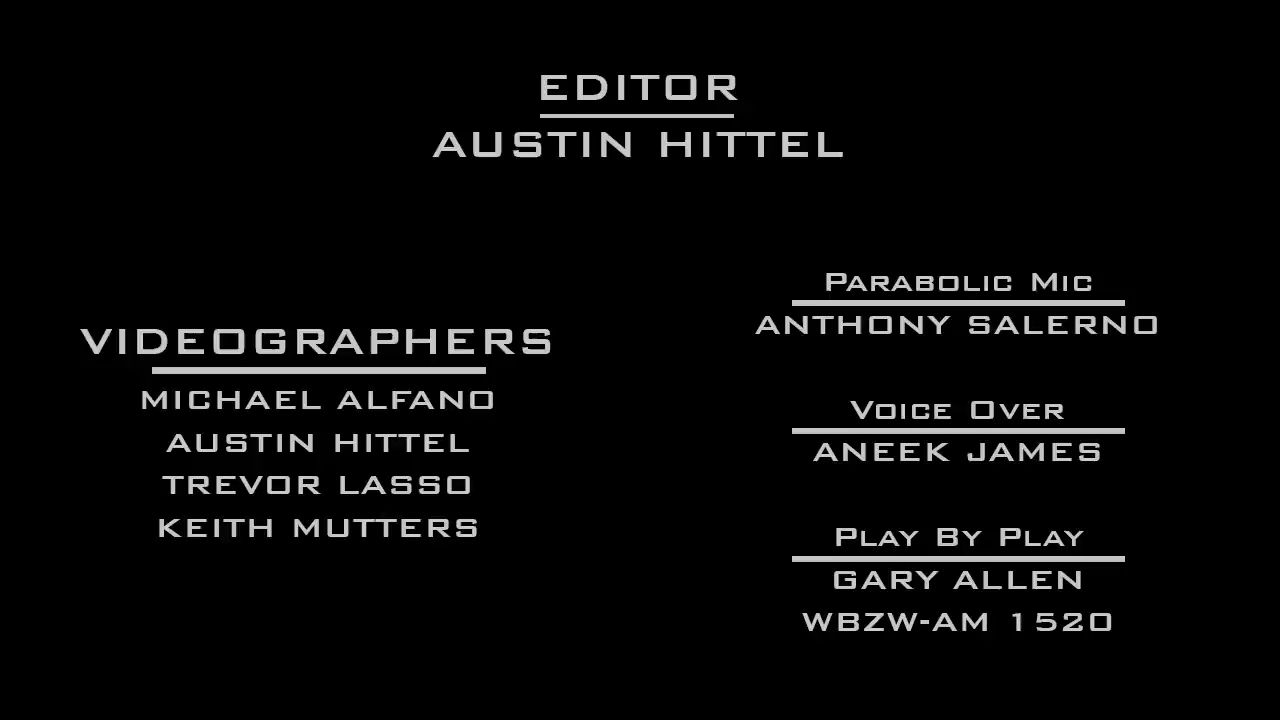 EDITOR
AUSTIN HITTEL
VIDEOGRAPHERS
MICHAEL ALFANO
AUSTIN HITTEL
TREVOR LASSO
KEITH MUTTERS
PARABOLIC MIC
ANTHONY SALERNO
VOICE OVER
ANEEK JAMES
PLAY BY PLAY
GARY ALLEN
WBZW-AM 1520